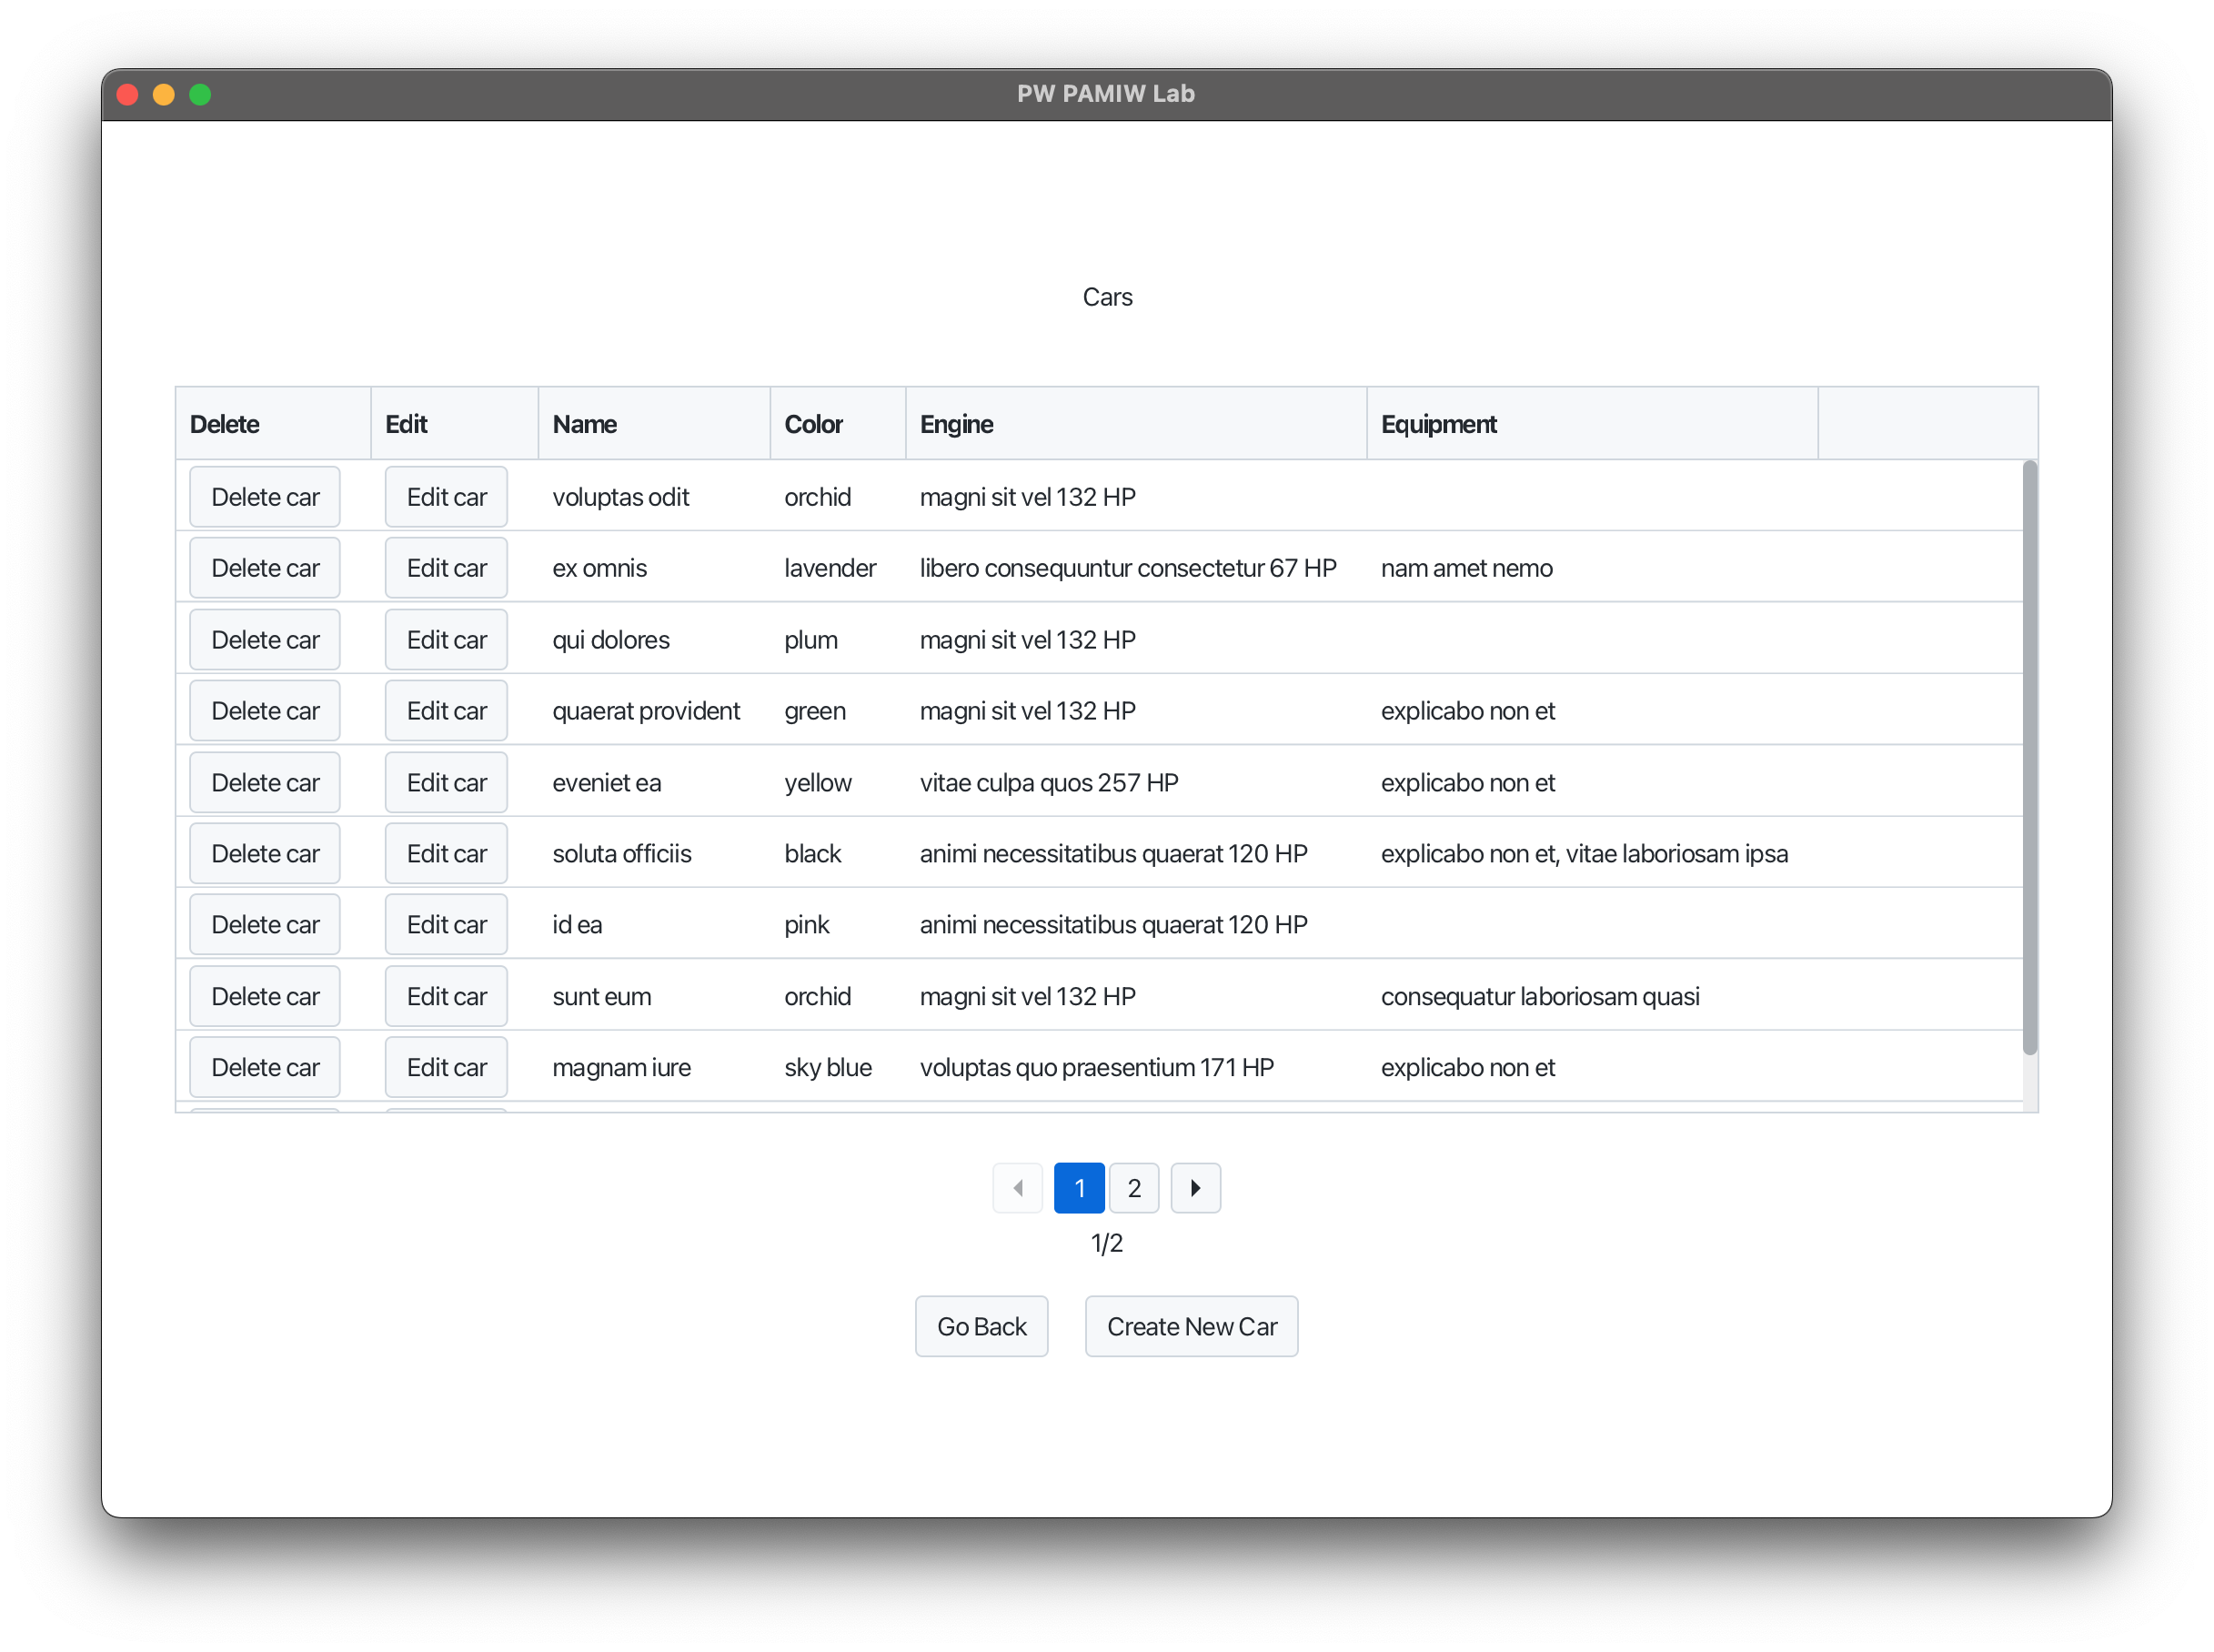 PW PAMIW Lab
Cars
Delete Edit Name Color Engine Equipment
Delete car Edit car voluptas odit orchid magni sit vel 132 HP
Delete car Edit car ex omnis lavender libero consequuntur consectetur 67 HP nam amet nemo
Delete car Edit car qui dolores plum magni sit vel 132 HP
Delete car Edit car quaerat provident green magni sit vel 132 HP explicabo non et
Delete car Edit car eveniet ea yellow vitae culpa quos 257 HP explicabo non et
Delete car Edit car soluta officiis black animi necessitatibus quaerat 120 HP explicabo non et, vitae laboriosam ipsa
Delete car Edit car id ea pink animi necessitatibus quaerat 120 HP
Delete car Edit car sunt eum orchid magni sit vel 132 HP consequatur laboriosam quasi
Delete car Edit car magnam iure sky blue voluptas quo praesentium 171 HP explicabo non et
1 2
1/2
Go Back Create New Car